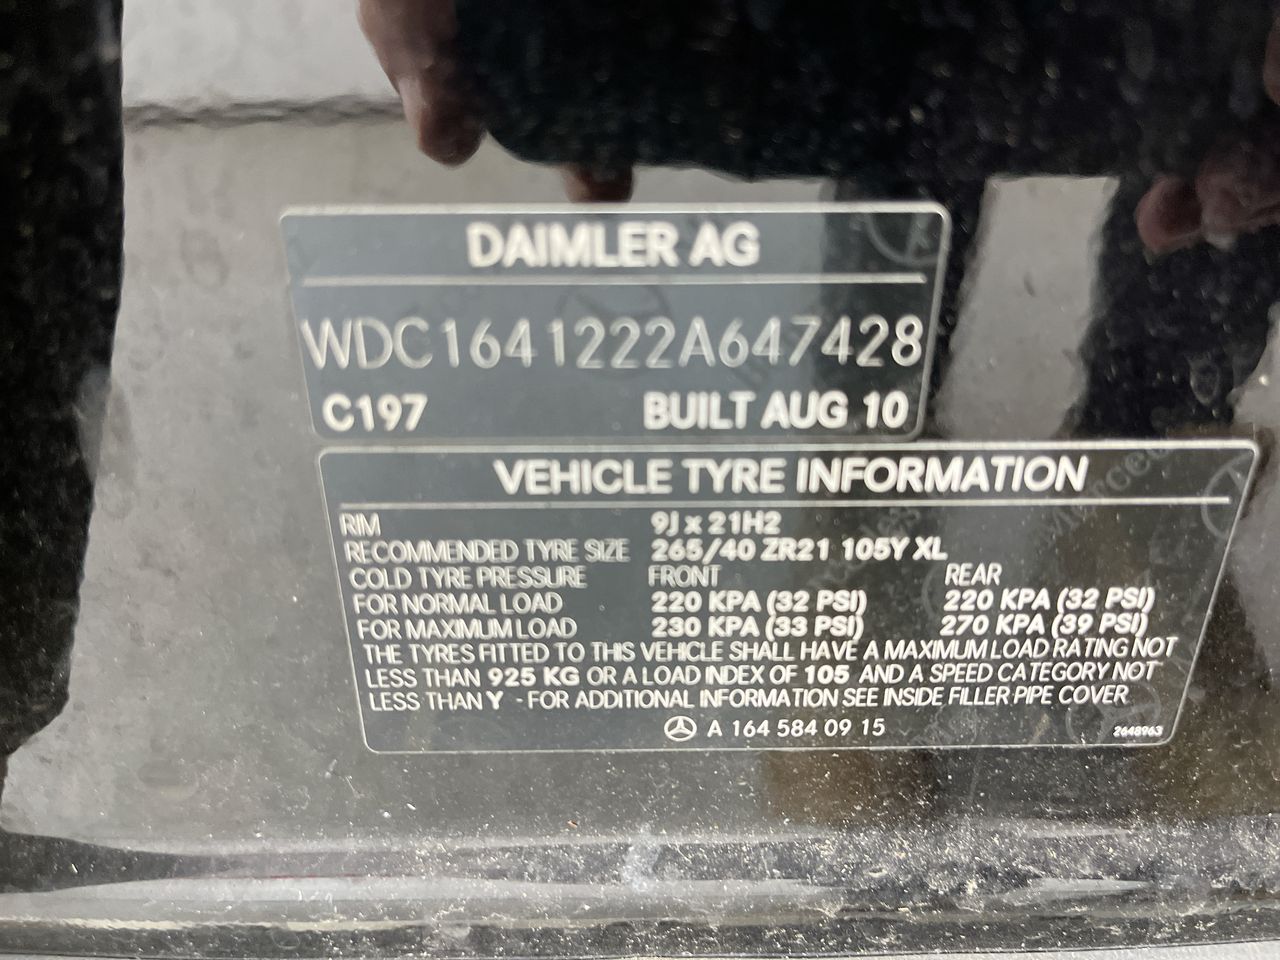 DAIMLER AG
WDC1641222A647428
C197 BUILT AUG 10
VEHICLE TYRE INFORMATION
RIM 9J x 21H2
RECOMMENDED TYRE SIZE 265/40 ZR21 105Y XL
COLD TYRE PRESSURE FRONT REAR
FOR NORMAL LOAD 220 KPA (32 PSI) 220 KPA (32 PSI)
FOR MAXIMUM LOAD 230 KPA (33 PSI) 270 KPA (39 PSI)
THE TYRES FITTED TO THIS VEHICLE SHALL HAVE A MAXIMUM LOAD RATING NOT
LESS THAN 925 KG OR A LOAD INDEX OF 105 AND A SPEED CATEGORY NOT
LESS THAN Y - FOR ADDITIONAL INFORMATION SEE INSIDE FILLER PIPE COVER
A 164 584 09 15
2648963